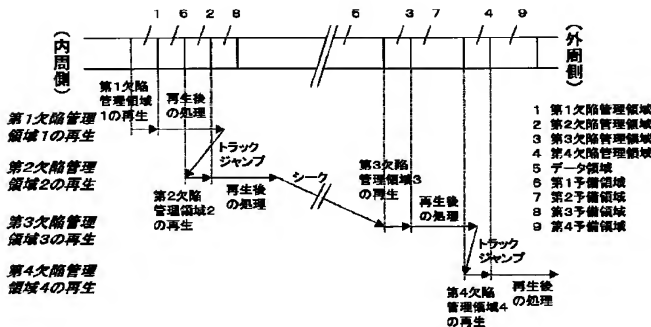 1 6 2 8 5 3 7 4 9
(内周側)
(外周側)
第1欠陥管理領域1の再生
第1欠陥
管理領域
1の再生
再生後
の処理
トラック
ジャンプ
第2欠陥管理
領域2の再生
第2欠陥
管理領域2
の再生
再生後
の処理
シーク
第3欠陥
管理領域3
の再生
再生後
の処理
第3欠陥管理
領域3の再生
トラック
ジャンプ
第4欠陥管理
領域4の再生
第4欠陥
管理領域4
の再生
再生後
の処理
1 第1欠陥管理領域
2 第2欠陥管理領域
3 第3欠陥管理領域
4 第4欠陥管理領域
5 データ領域
6 第1予備領域
7 第2予備領域
8 第3予備領域
9 第4予備領域